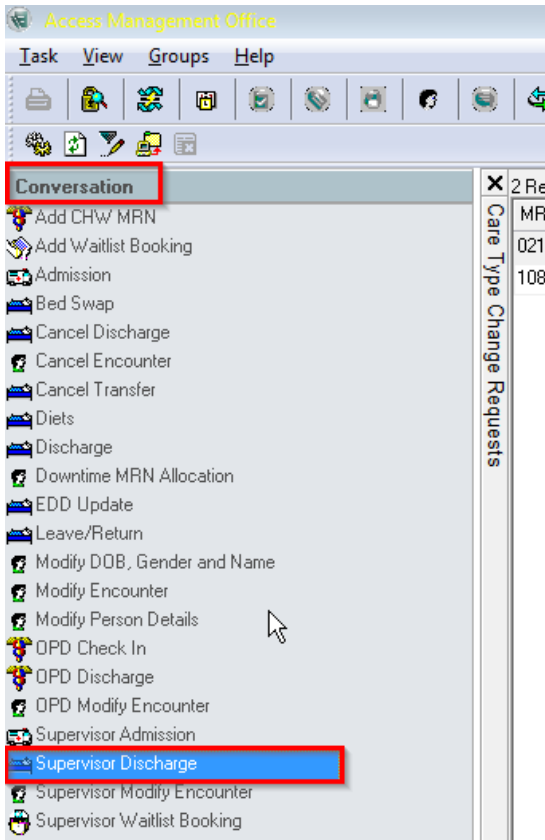 Access Management Office
Task View Groups Help
Conversation
Add CHW MRN
Add Waitlist Booking
Admission
Bed Swap
Cancel Discharge
Cancel Encounter
Cancel Transfer
Diets
Discharge
Downtime MRN Allocation
EDD Update
Leave/Return
Modify DOB, Gender and Name
Modify Encounter
Modify Person Details
OPD Check In
OPD Discharge
OPD Modify Encounter
Supervisor Admission
Supervisor Discharge
Supervisor Modify Encounter
Supervisor Waitlist Booking
Care Type Change Requests
2 Re
MR
021
108